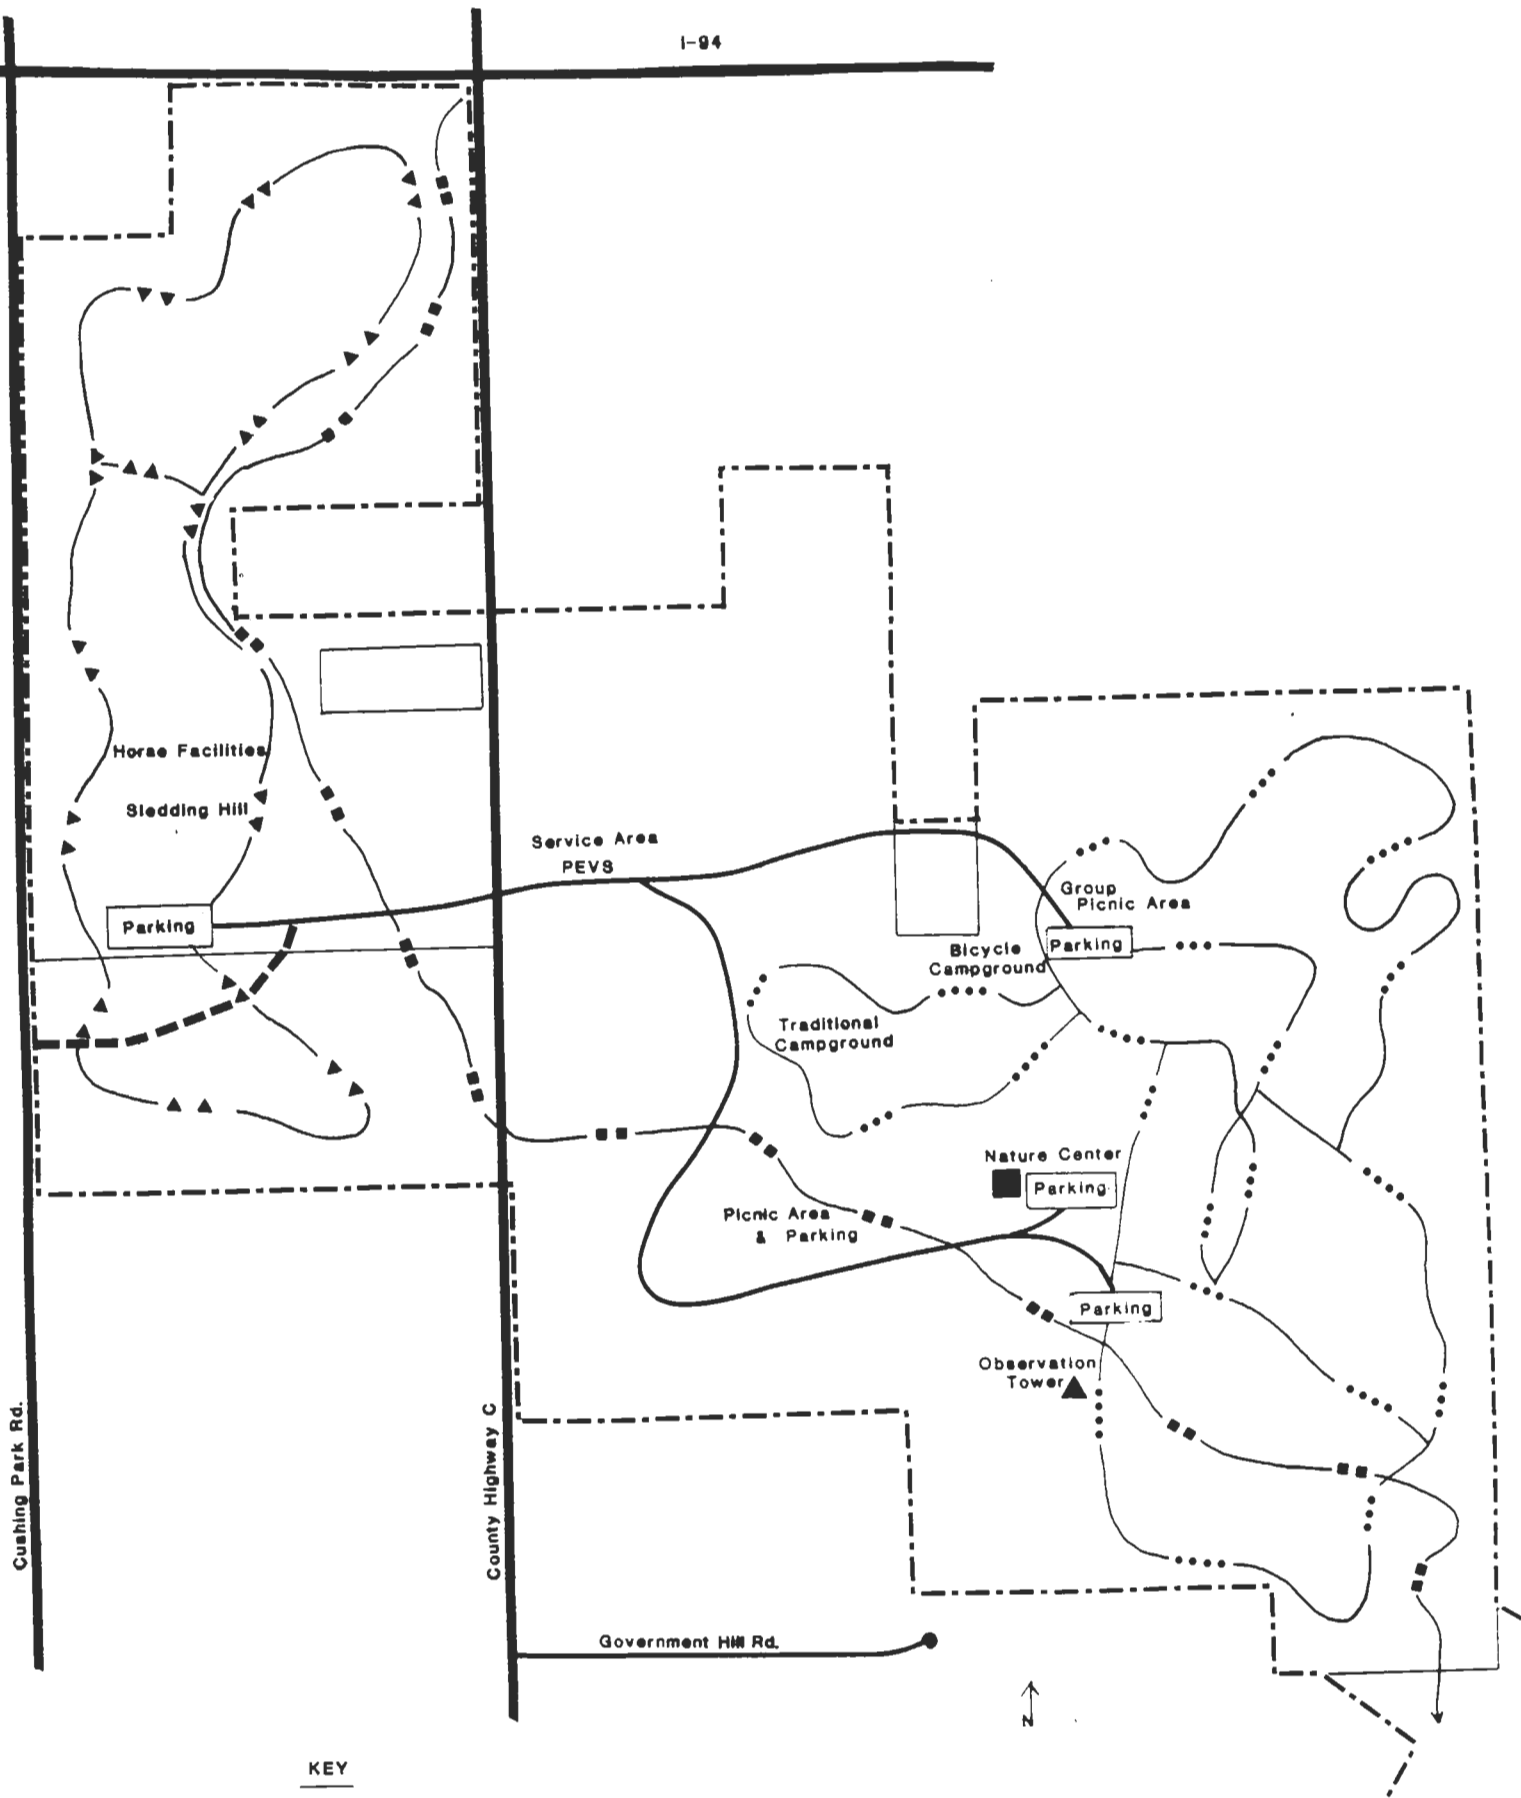 I-94
Horse Facilities
Sledding Hill
Service Area
PEVS
Group
Picnic Area
Parking
Parking
Bicycle
Campground
Traditional
Campground
Nature Center
Parking
Picnic Area
& Parking
Parking
Observation
Tower
Cushing Park Rd.
County Highway C
Government Hill Rd.
N
KEY